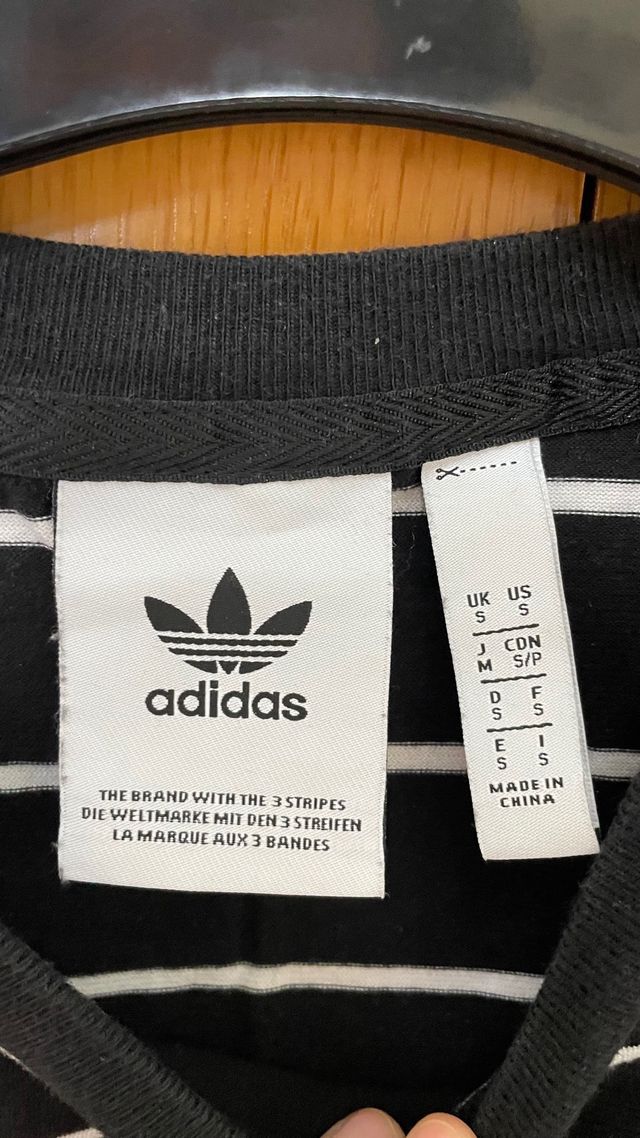 adidas
THE BRAND WITH THE 3 STRIPES
DIE WELTMARKE MIT DEN 3 STREIFEN
LA MARQUE AUX 3 BANDES
UK US
S S
J CDN
M S/P
D F
S S
E I
S S
MADE IN
CHINA